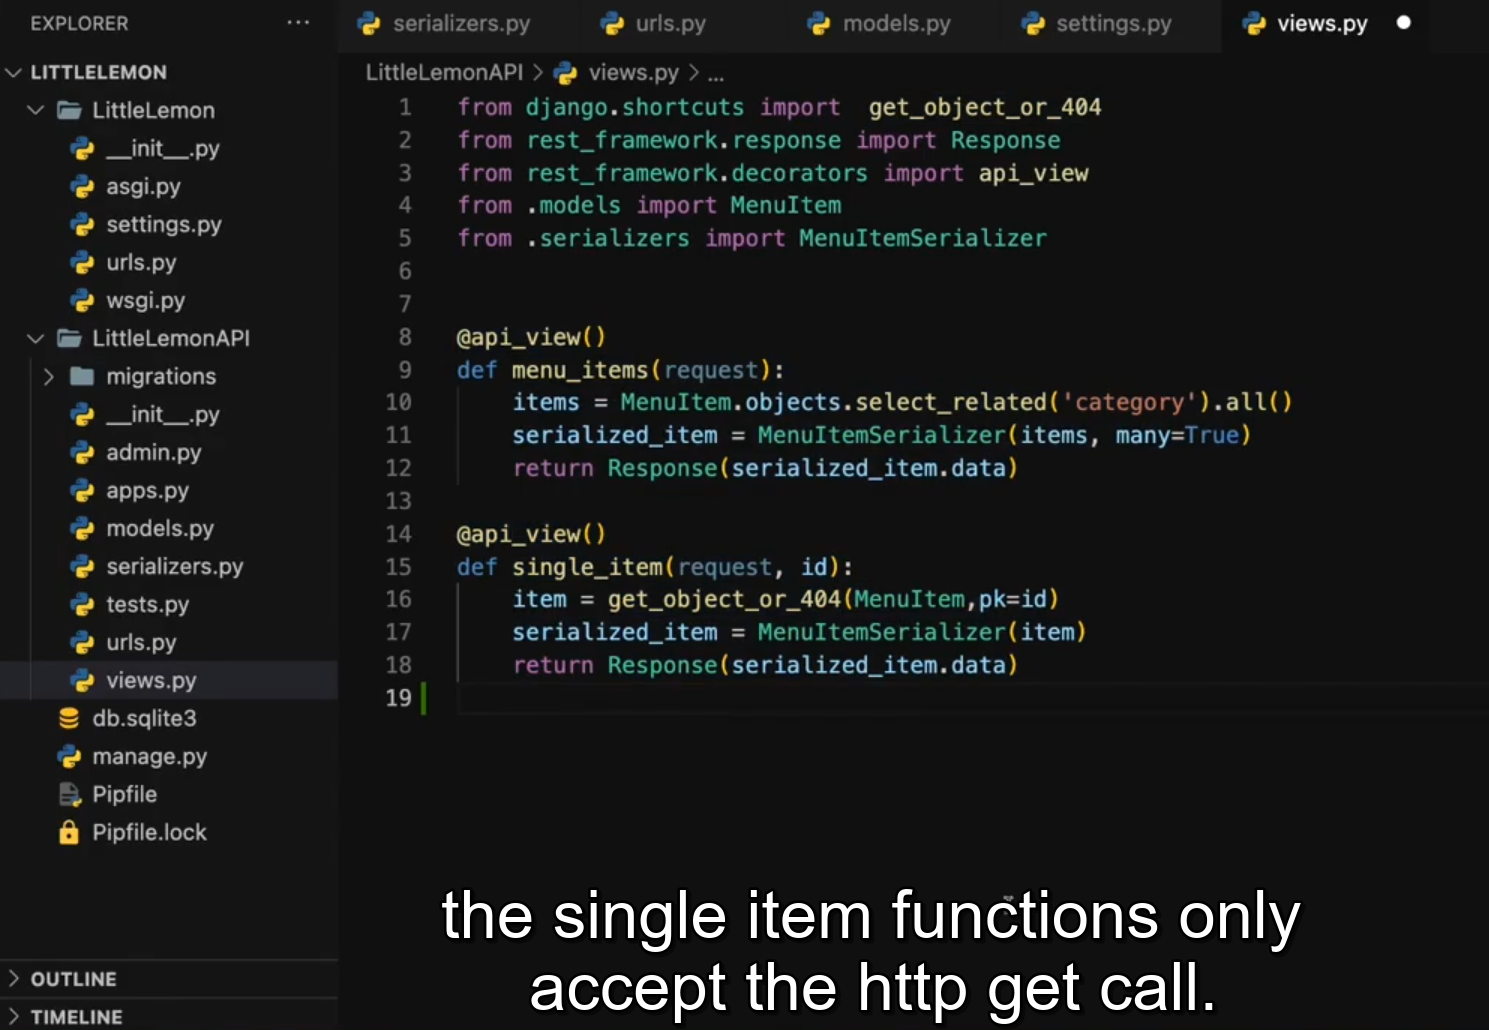 EXPLORER ...
serializers.py urls.py models.py settings.py views.py
LITTLELEMON
LittleLemon
__init__.py
asgi.py
settings.py
urls.py
wsgi.py
LittleLemonAPI
migrations
__init__.py
admin.py
apps.py
models.py
serializers.py
tests.py
urls.py
views.py
db.sqlite3
manage.py
Pipfile
Pipfile.lock
OUTLINE
TIMELINE
LittleLemonAPI > views.py > ...
1 from django.shortcuts import  get_object_or_404
2 from rest_framework.response import Response
3 from rest_framework.decorators import api_view
4 from .models import MenuItem
5 from .serializers import MenuItemSerializer
6
7
8 @api_view()
9 def menu_items(request):
10     items = MenuItem.objects.select_related('category').all()
11     serialized_item = MenuItemSerializer(items, many=True)
12     return Response(serialized_item.data)
13
14 @api_view()
15 def single_item(request, id):
16     item = get_object_or_404(MenuItem,pk=id)
17     serialized_item = MenuItemSerializer(item)
18     return Response(serialized_item.data)
19
the single item functions only
accept the http get call.